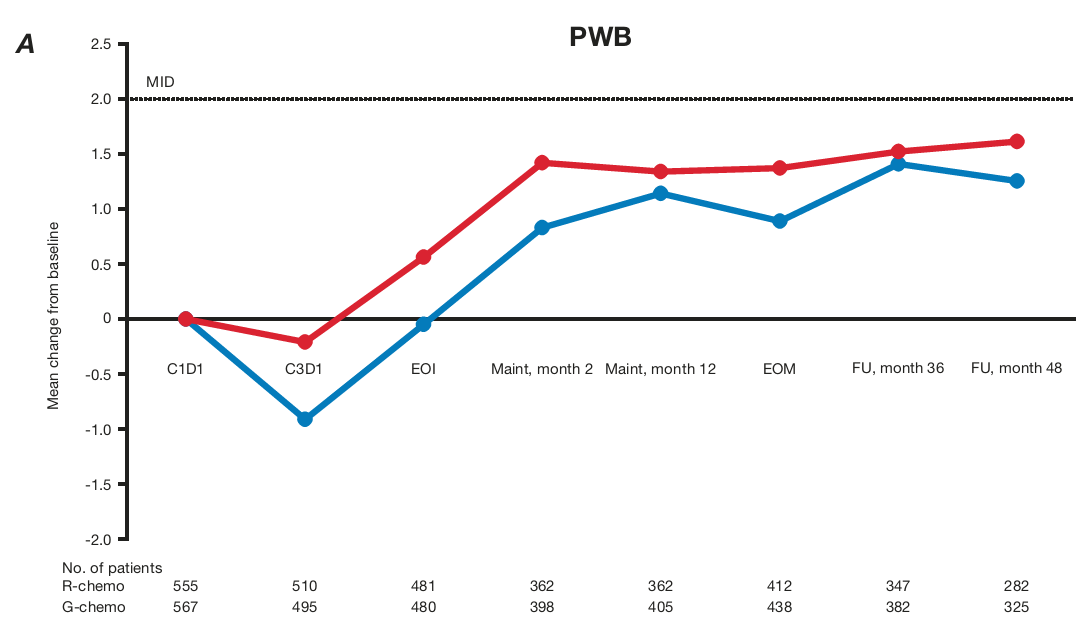 A
PWB
2.5
MID
2.0
1.5
1.0
0.5
0
-0.5
-1.0
-1.5
-2.0
Mean change from baseline
C1D1 C3D1 EOI Maint, month 2 Maint, month 12 EOM FU, month 36 FU, month 48
No. of patients
R-chemo 555 510 481 362 362 412 347 282
G-chemo 567 495 480 398 405 438 382 325